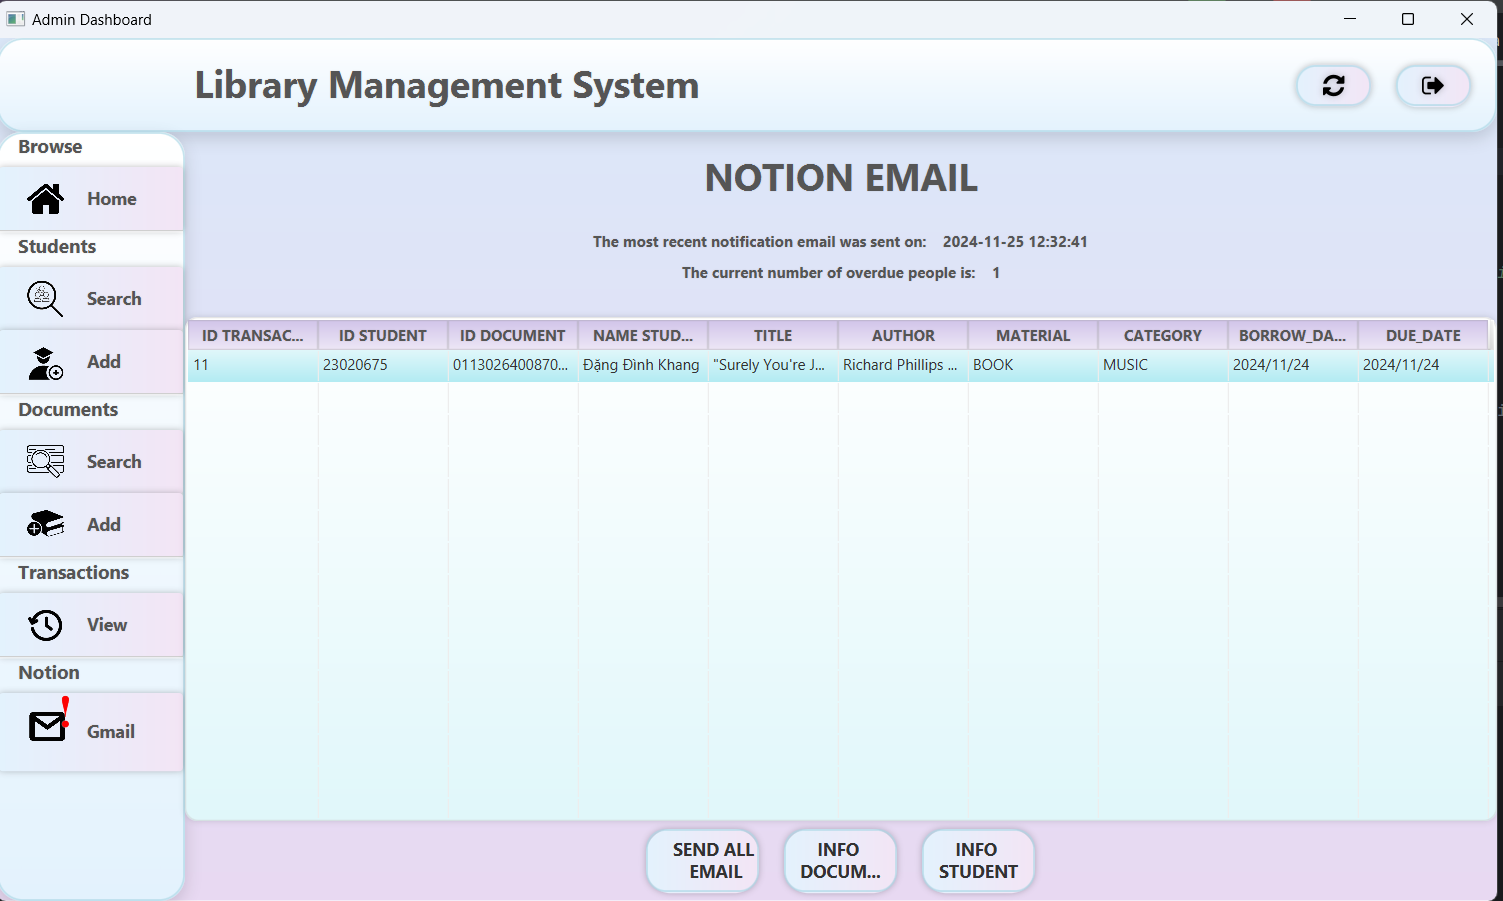 Admin Dashboard
Library Management System
Browse
Home
Students
Search
Add
Documents
Search
Add
Transactions
View
Notion
Gmail
NOTION EMAIL
The most recent notification email was sent on: 2024-11-25 12:32:41
The current number of overdue people is: 1
ID TRANSAC... ID STUDENT ID DOCUMENT NAME STUD... TITLE AUTHOR MATERIAL CATEGORY BORROW_DA... DUE_DATE
11 23020675 0113026400870... Đặng Đình Khang "Surely You're J... Richard Phillips ... BOOK MUSIC 2024/11/24 2024/11/24
SEND ALL
EMAIL
INFO
DOCUM...
INFO
STUDENT